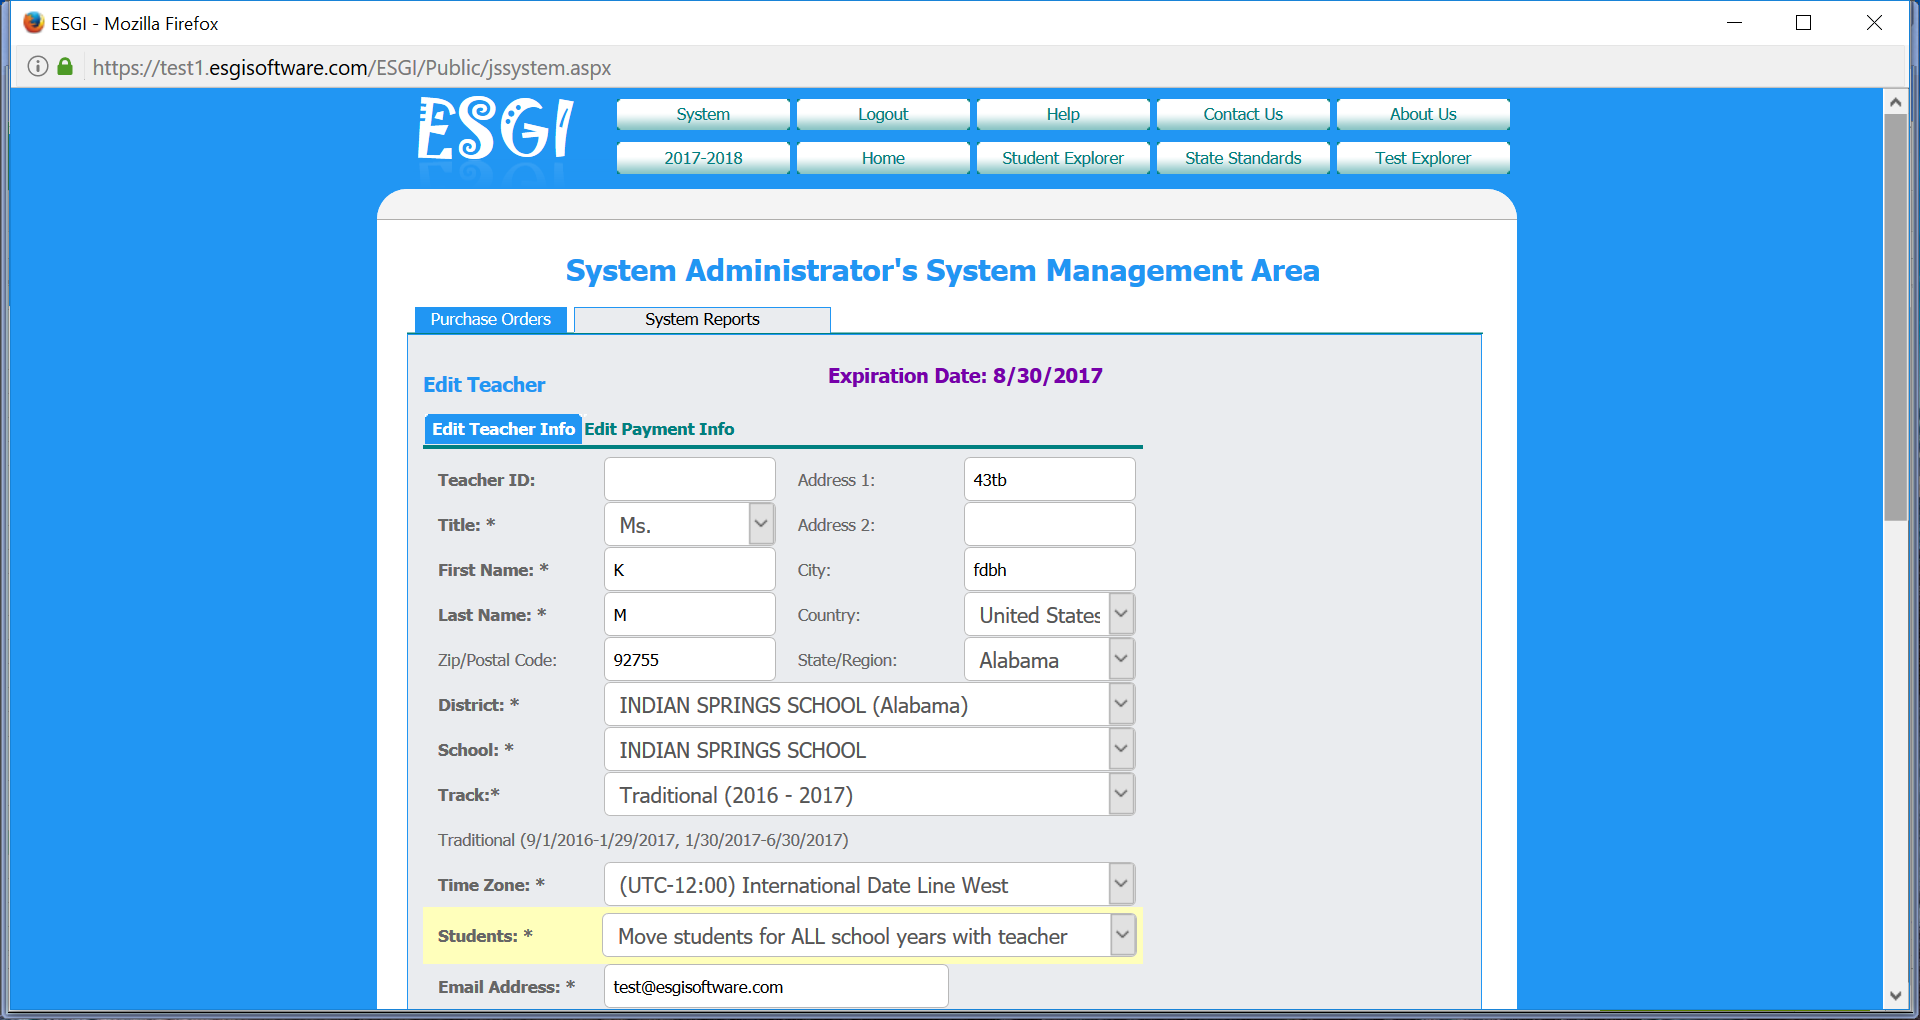 ESGI - Mozilla Firefox
https://test1.esgisoftware.com/ESGI/Public/jssystem.aspx
ESGI
System Logout Help Contact Us About Us
2017-2018 Home Student Explorer State Standards Test Explorer
System Administrator's System Management Area
Purchase Orders System Reports
Edit Teacher Expiration Date: 8/30/2017
Edit Teacher Info Edit Payment Info
Teacher ID: Address 1: 43tb
Title: * Ms. Address 2:
First Name: * K City: fdbh
Last Name: * M Country: United States
Zip/Postal Code: 92755 State/Region: Alabama
District: * INDIAN SPRINGS SCHOOL (Alabama)
School: * INDIAN SPRINGS SCHOOL
Track:* Traditional (2016 - 2017)
Traditional (9/1/2016-1/29/2017, 1/30/2017-6/30/2017)
Time Zone: * (UTC-12:00) International Date Line West
Students: * Move students for ALL school years with teacher
Email Address: * test@esgisoftware.com